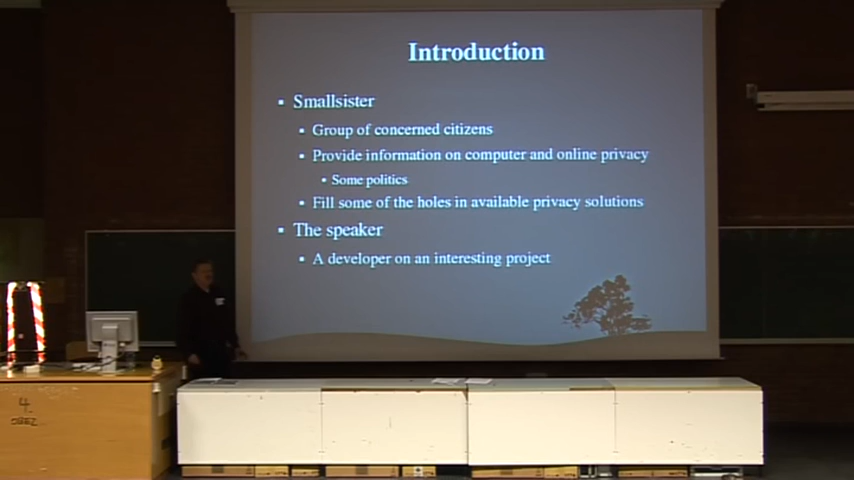 Introduction
Smallsister
Group of concerned citizens
Provide information on computer and online privacy
Some politics
Fill some of the holes in available privacy solutions
The speaker
A developer on an interesting project
4.